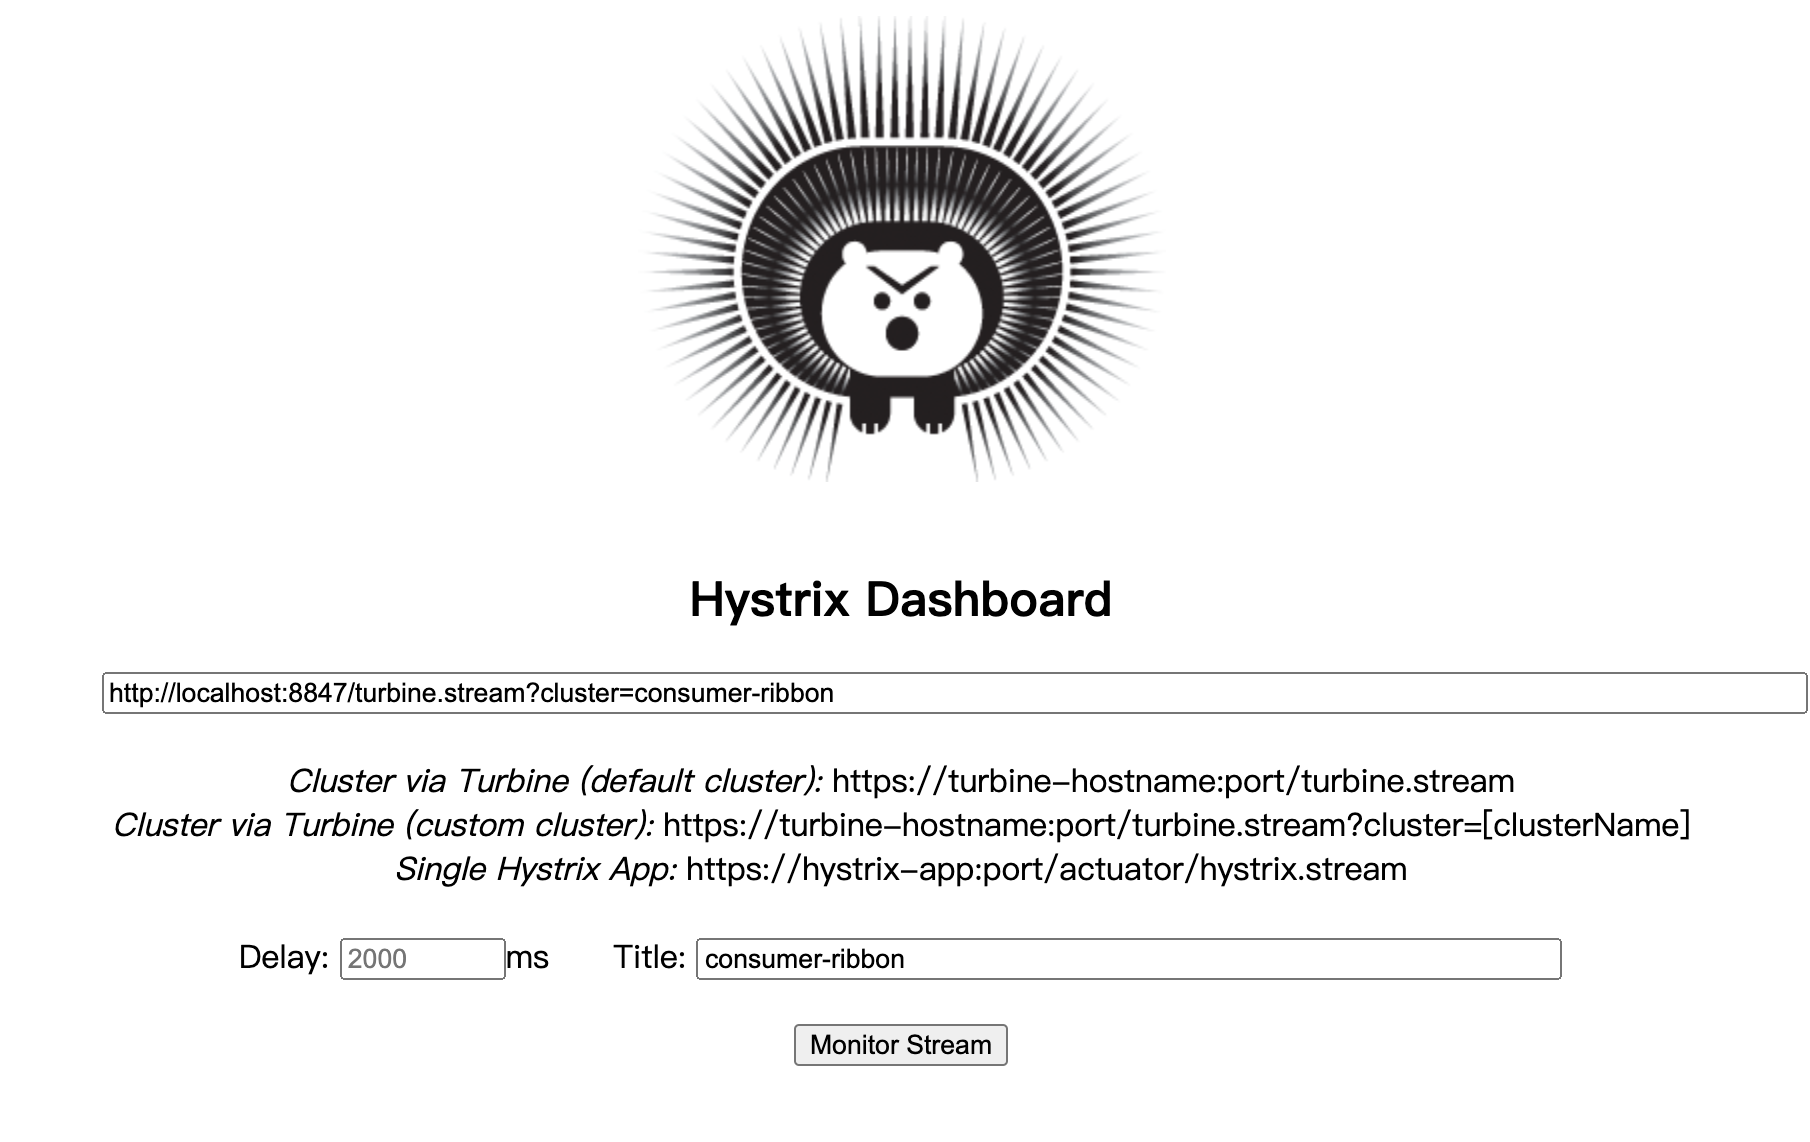 Hystrix Dashboard
http://localhost:8847/turbine.stream?cluster=consumer-ribbon
Cluster via Turbine (default cluster): https://turbine-hostname:port/turbine.stream
Cluster via Turbine (custom cluster): https://turbine-hostname:port/turbine.stream?cluster=[clusterName]
Single Hystrix App: https://hystrix-app:port/actuator/hystrix.stream
Delay: 2000 ms Title: consumer-ribbon
Monitor Stream